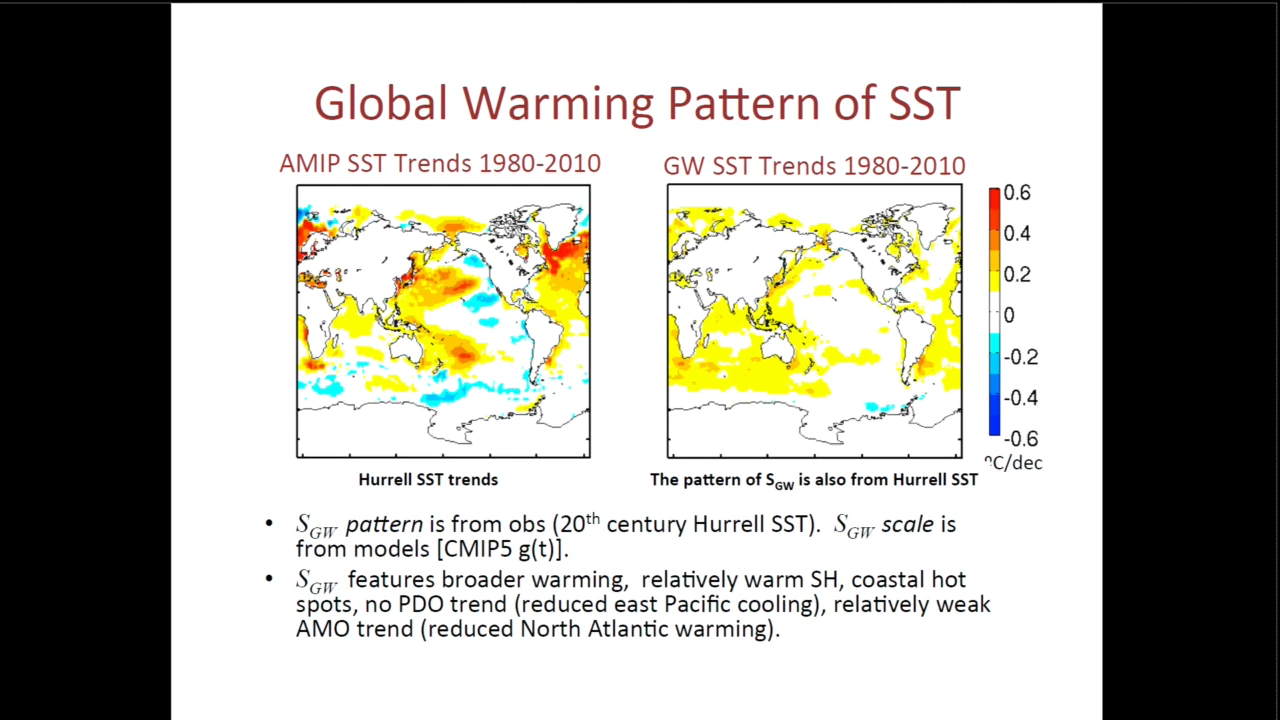 Global Warming Pattern of SST
AMIP SST Trends 1980-2010
GW SST Trends 1980-2010
0.6
0.4
0.2
0
-0.2
-0.4
-0.6
ºC/dec
Hurrell SST trends
The pattern of S_GW is also from Hurrell SST
• S_GW pattern is from obs (20th century Hurrell SST). S_GW scale is
from models [CMIP5 g(t)].
• S_GW features broader warming, relatively warm SH, coastal hot
spots, no PDO trend (reduced east Pacific cooling), relatively weak
AMO trend (reduced North Atlantic warming).